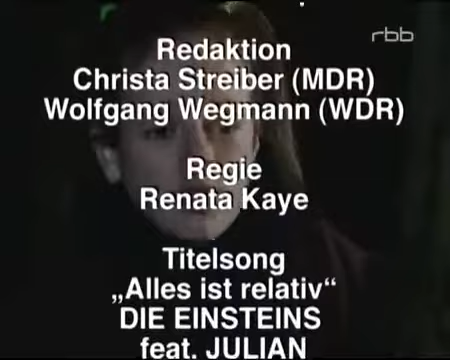 rbb
Redaktion
Christa Streiber (MDR)
Wolfgang Wegmann (WDR)
Regie
Renata Kaye
Titelsong
„Alles ist relativ“
DIE EINSTEINS
feat. JULIAN